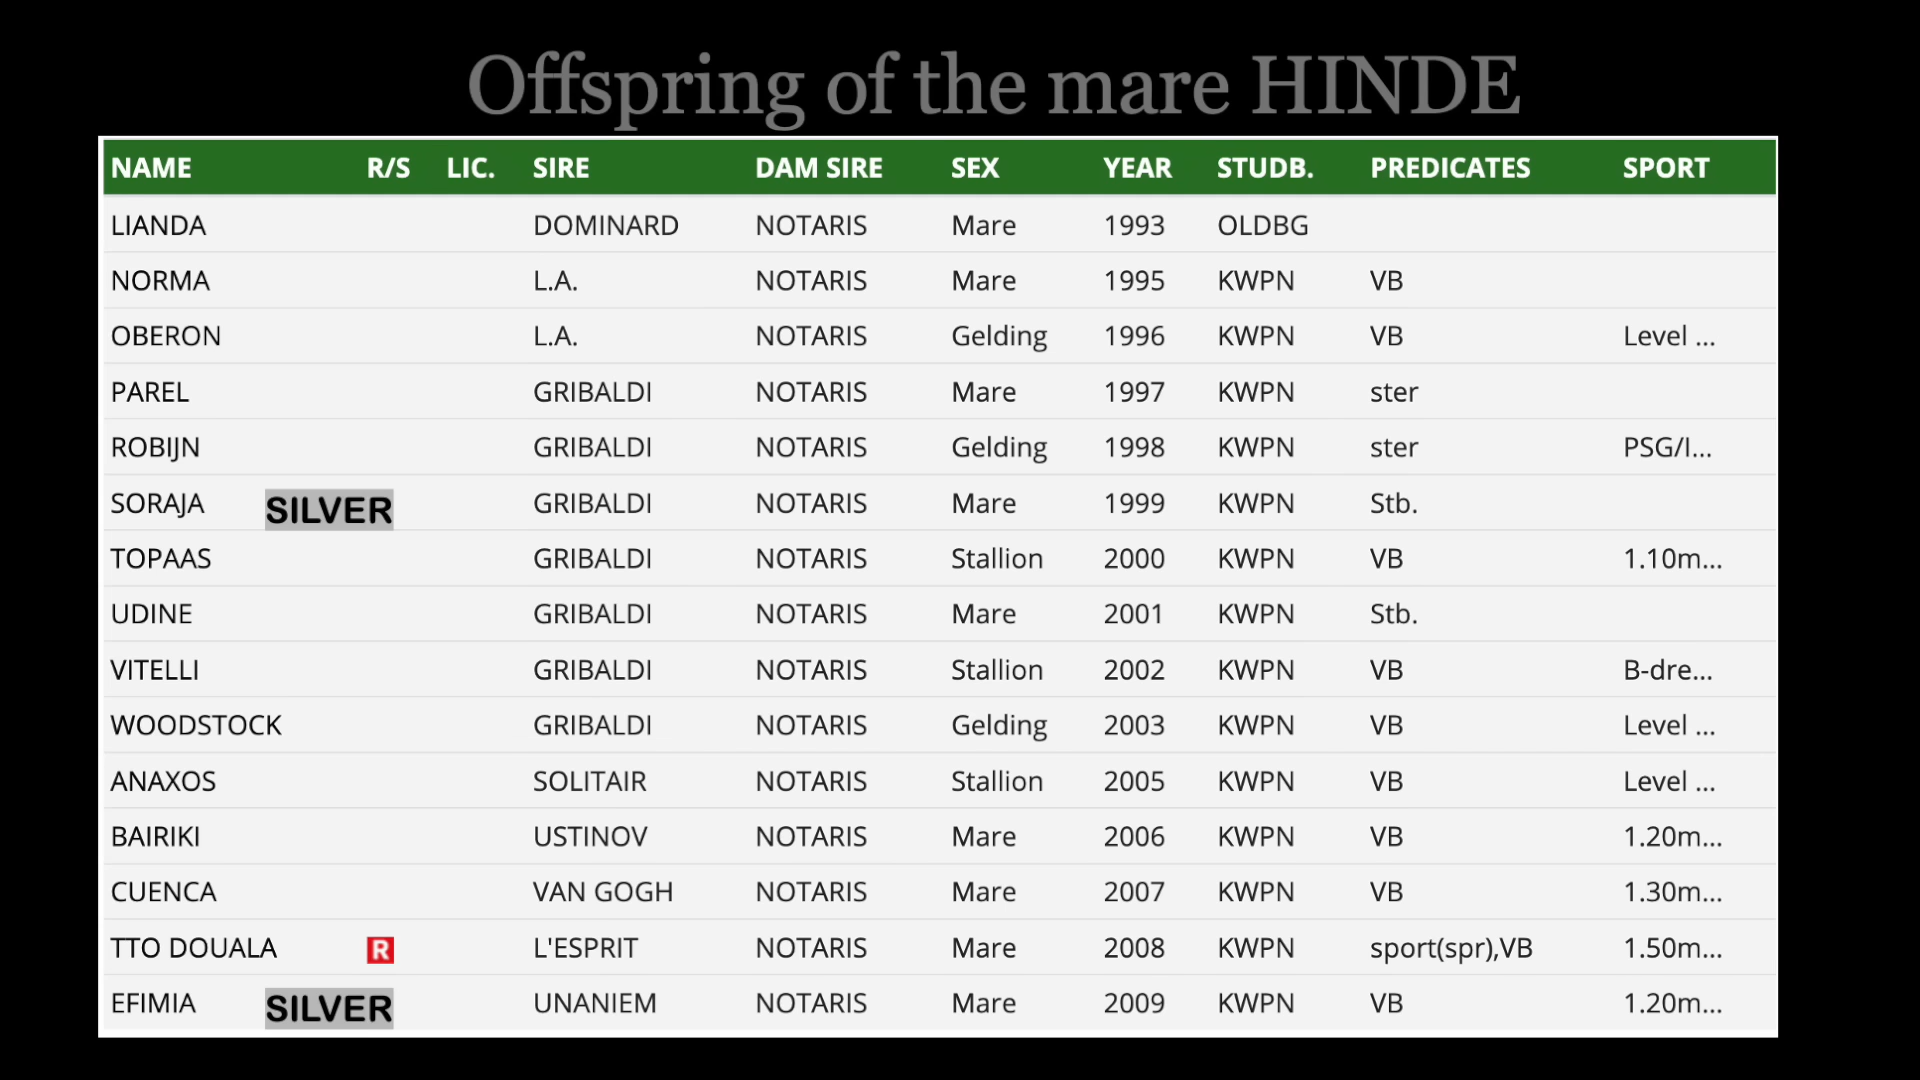 Offspring of the mare HINDE
NAME R/S LIC. SIRE DAM SIRE SEX YEAR STUDB. PREDICATES SPORT
LIANDA DOMINARD NOTARIS Mare 1993 OLDBG
NORMA L.A. NOTARIS Mare 1995 KWPN VB
OBERON L.A. NOTARIS Gelding 1996 KWPN VB Level ...
PAREL GRIBALDI NOTARIS Mare 1997 KWPN ster
ROBIJN GRIBALDI NOTARIS Gelding 1998 KWPN ster PSG/I...
SORAJA SILVER GRIBALDI NOTARIS Mare 1999 KWPN Stb.
TOPAAS GRIBALDI NOTARIS Stallion 2000 KWPN VB 1.10m...
UDINE GRIBALDI NOTARIS Mare 2001 KWPN Stb.
VITELLI GRIBALDI NOTARIS Stallion 2002 KWPN VB B-dre...
WOODSTOCK GRIBALDI NOTARIS Gelding 2003 KWPN VB Level ...
ANAXOS SOLITAIR NOTARIS Stallion 2005 KWPN VB Level ...
BAIRIKI USTINOV NOTARIS Mare 2006 KWPN VB 1.20m...
CUENCA VAN GOGH NOTARIS Mare 2007 KWPN VB 1.30m...
TTO DOUALA R L'ESPRIT NOTARIS Mare 2008 KWPN sport(spr),VB 1.50m...
EFIMIA SILVER UNANIEM NOTARIS Mare 2009 KWPN VB 1.20m...